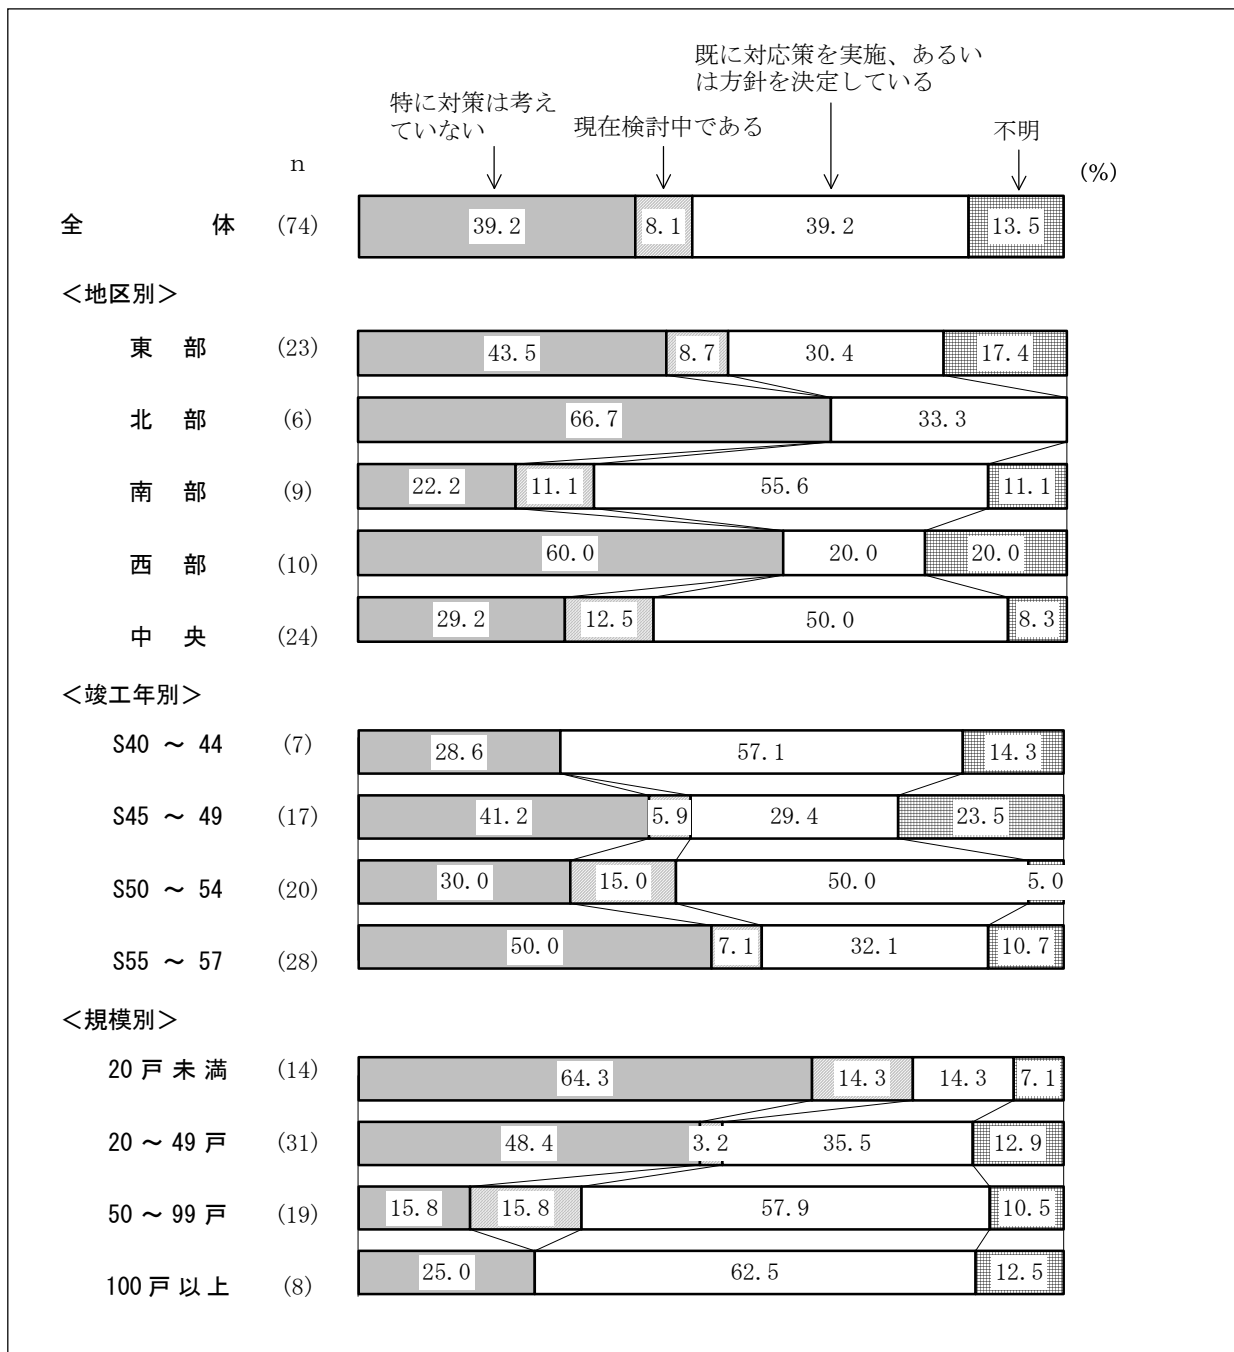 既に対応策を実施、あるい
は方針を決定している
特に対策は考え
ていない
現在検討中である
不明
n
(%)
全体 (74) 39.2 8.1 39.2 13.5
＜地区別＞
東部 (23) 43.5 8.7 30.4 17.4
北部 (6) 66.7 33.3
南部 (9) 22.2 11.1 55.6 11.1
西部 (10) 60.0 20.0 20.0
中央 (24) 29.2 12.5 50.0 8.3
＜竣工年別＞
S40 ～ 44 (7) 28.6 57.1 14.3
S45 ～ 49 (17) 41.2 5.9 29.4 23.5
S50 ～ 54 (20) 30.0 15.0 50.0 5.0
S55 ～ 57 (28) 50.0 7.1 32.1 10.7
＜規模別＞
20戸未満 (14) 64.3 14.3 14.3 7.1
20～49戸 (31) 48.4 3.2 35.5 12.9
50～99戸 (19) 15.8 15.8 57.9 10.5
100戸以上 (8) 25.0 62.5 12.5